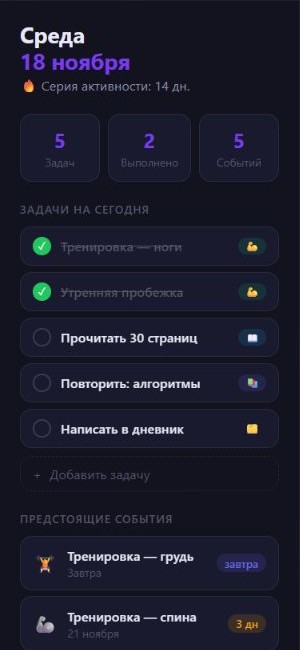 Среда
18 ноября
🔥 Серия активности: 14 дн.
5 2 5
Задач Выполнено Событий
ЗАДАЧИ НА СЕГОДНЯ
Тренировка — ноги
Утренняя пробежка
Прочитать 30 страниц
Повторить: алгоритмы
Написать в дневник
+ Добавить задачу
ПРЕДСТОЯЩИЕ СОБЫТИЯ
Тренировка — грудь завтра
Завтра
Тренировка — спина 3 дн
21 ноября